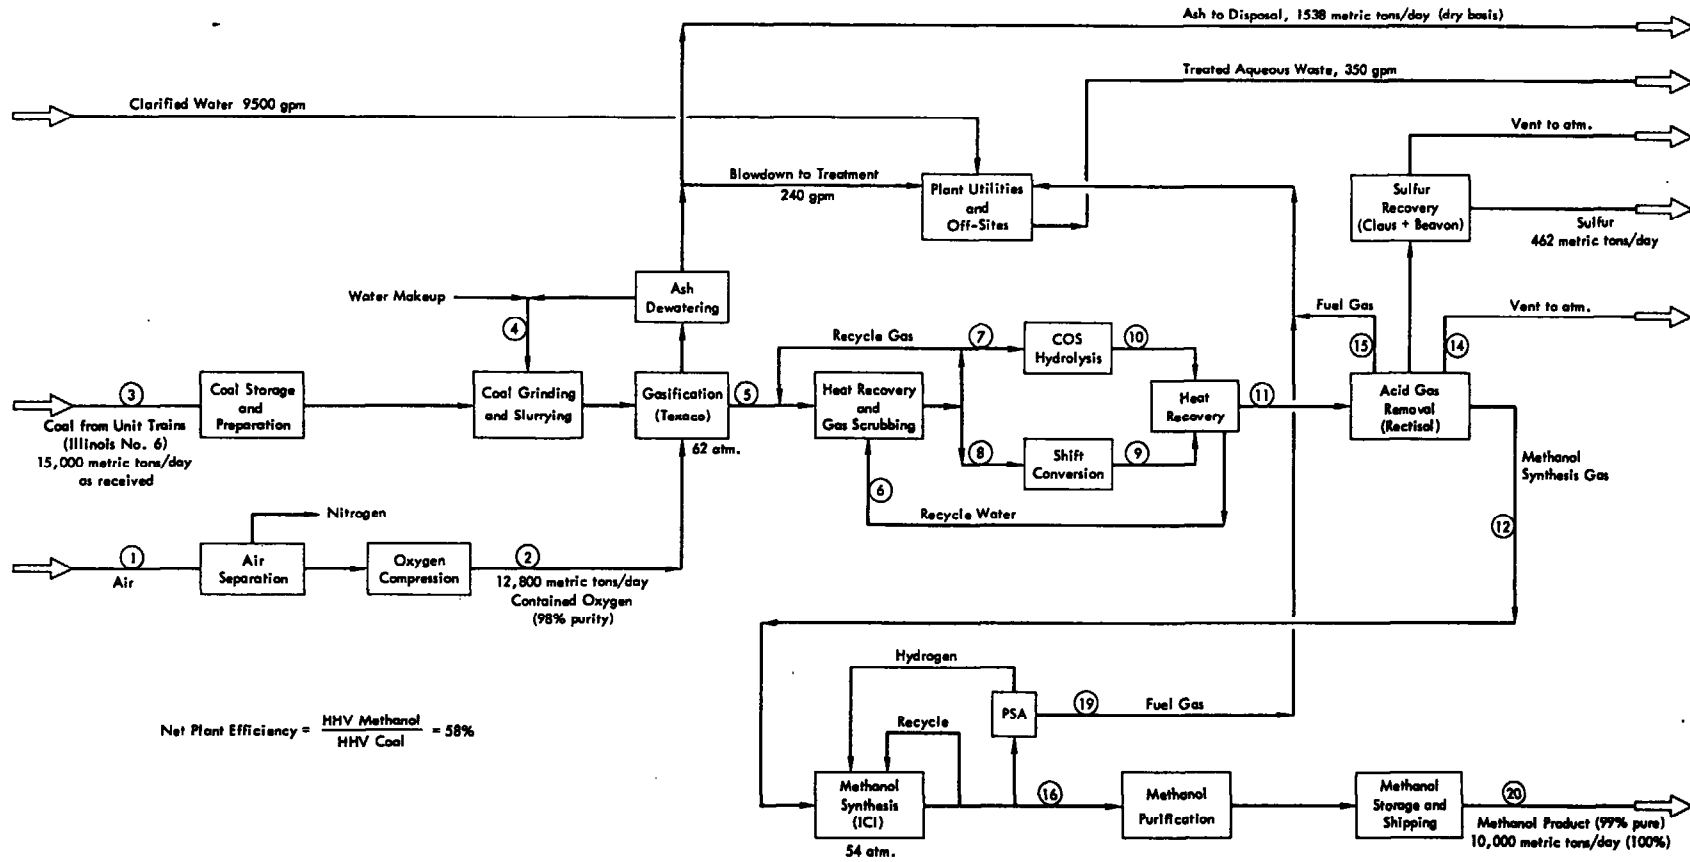 Ash to Disposal, 1538 metric tons/day (dry basis)
Treated Aqueous Waste, 350 gpm
Clarified Water 9500 gpm
Vent to atm.
Blowdown to Treatment
240 gpm
Plant Utilities
and
Off-Sites
Sulfur
Recovery
(Claus + Beavon)
Sulfur
462 metric tons/day
Water Makeup
Ash
Dewatering
4
Fuel Gas
Vent to atm.
Recycle Gas
7
COS
Hydrolysis
10
15
14
3
Coal Storage
and
Preparation
Coal Grinding
and Slurrying
Gasification
(Texaco)
62 atm.
5
Heat Recovery
and
Gas Scrubbing
Heat
Recovery
11
Acid Gas
Removal
(Rectisol)
Coal from Unit Trains
(Illinois No. 6)
15,000 metric tons/day
as received
8
Shift
Conversion
9
6
Recycle Water
Methanol
Synthesis Gas
12
Nitrogen
1
Air
Air
Separation
Oxygen
Compression
2
12,800 metric tons/day
Contained Oxygen
(98% purity)
Hydrogen
PSA
19
Fuel Gas
Recycle
Net Plant Efficiency = HHV Methanol / HHV Coal = 58%
Methanol
Synthesis
(ICI)
54 atm.
16
Methanol
Purification
Methanol
Storage and
Shipping
20
Methanol Product (99% pure)
10,000 metric tons/day (100%)